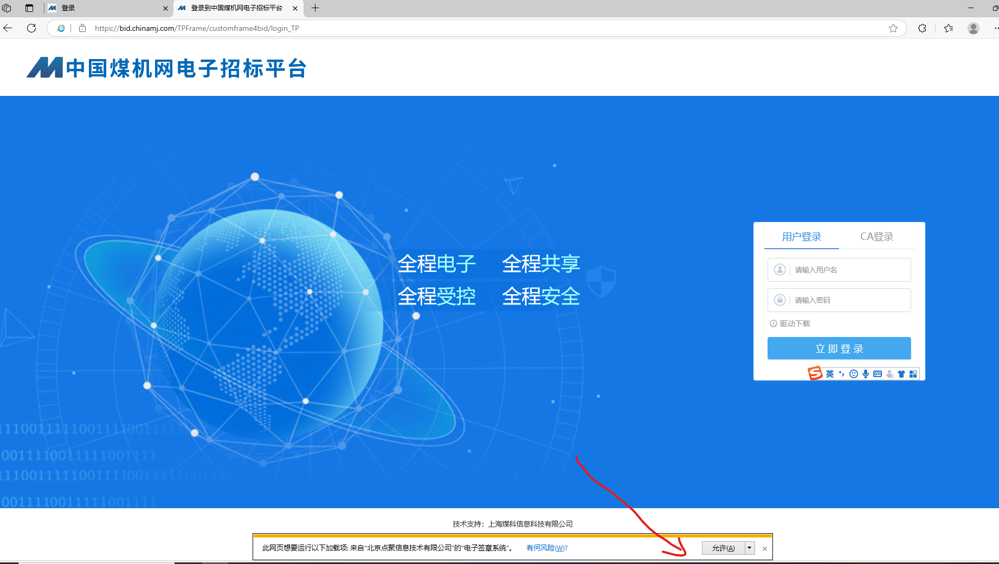 登录
登录到中国煤机网电子招标平台
https://bid.chinamj.com/TPFrame/customframe4bid/login_TP
中国煤机网电子招标平台
全程电子 全程共享
全程受控 全程安全
用户登录 CA登录
请输入用户名
请输入密码
驱动下载
立即登录
英
技术支持：上海煤科信息科技有限公司
此网页想要运行以下加载项: 来自“北京点聚信息技术有限公司”的“电子签章系统”。 有何风险(W)? 允许(A)